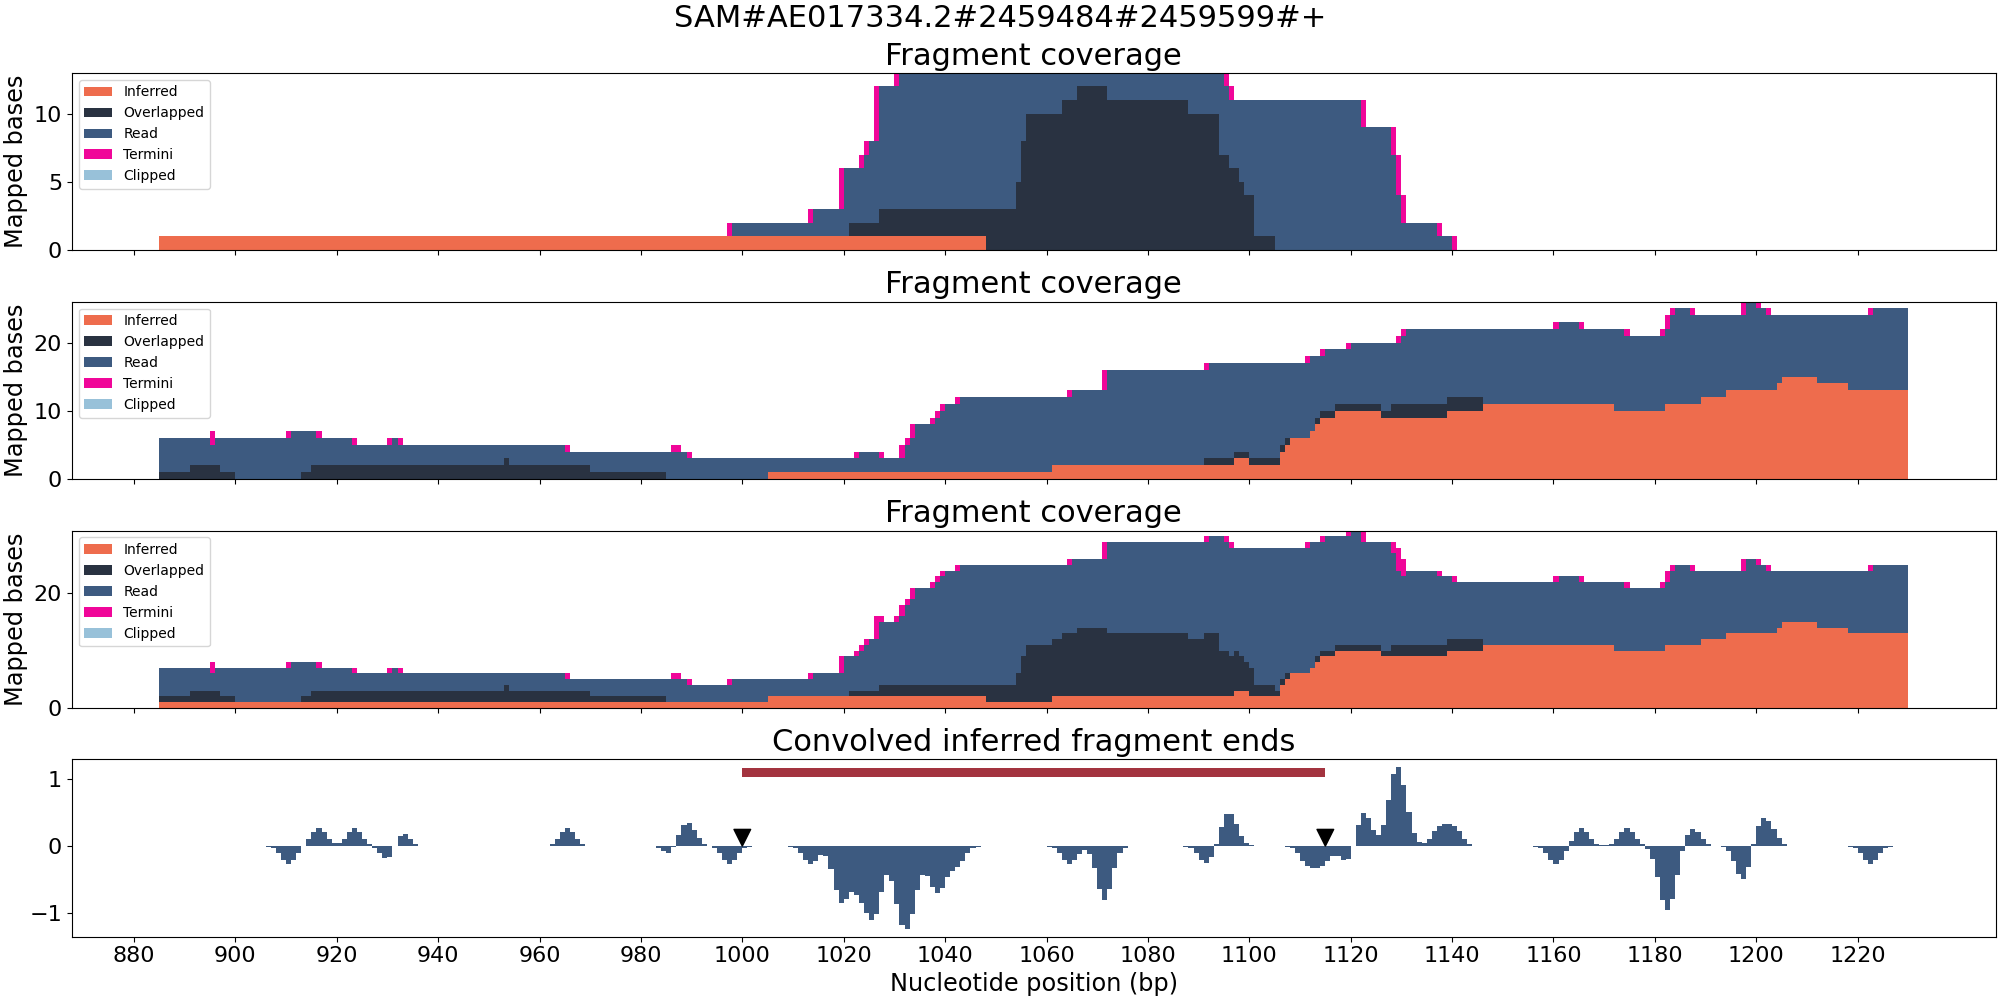 SAM#AE017334.2#2459484#2459599#+
Fragment coverage
Mapped bases
10
5
0
Inferred
Overlapped
Read
Termini
Clipped
Fragment coverage
Mapped bases
20
10
0
Inferred
Overlapped
Read
Termini
Clipped
Fragment coverage
Mapped bases
20
0
Inferred
Overlapped
Read
Termini
Clipped
Convolved inferred fragment ends
1
0
−1
880 900 920 940 960 980 1000 1020 1040 1060 1080 1100 1120 1140 1160 1180 1200 1220
Nucleotide position (bp)